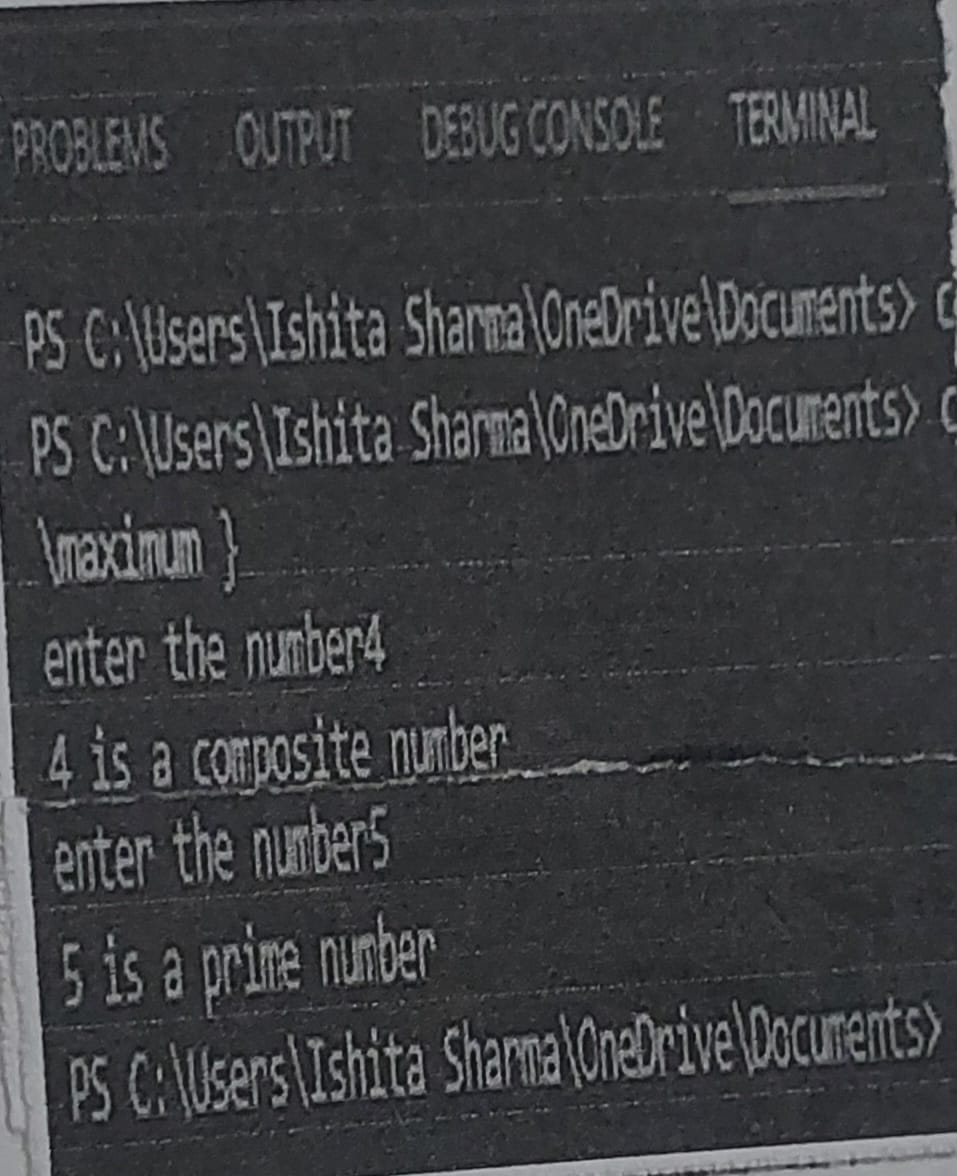 PROBLEMS OUTPUT DEBUG CONSOLE TERMINAL
PS C:\Users\Ishita Sharma\OneDrive\Documents> c
PS C:\Users\Ishita Sharma\OneDrive\Documents> c
\maximum }
enter the number4
4 is a composite number
enter the number5
5 is a prime number
PS C:\Users\Ishita Sharma\OneDrive\Documents>